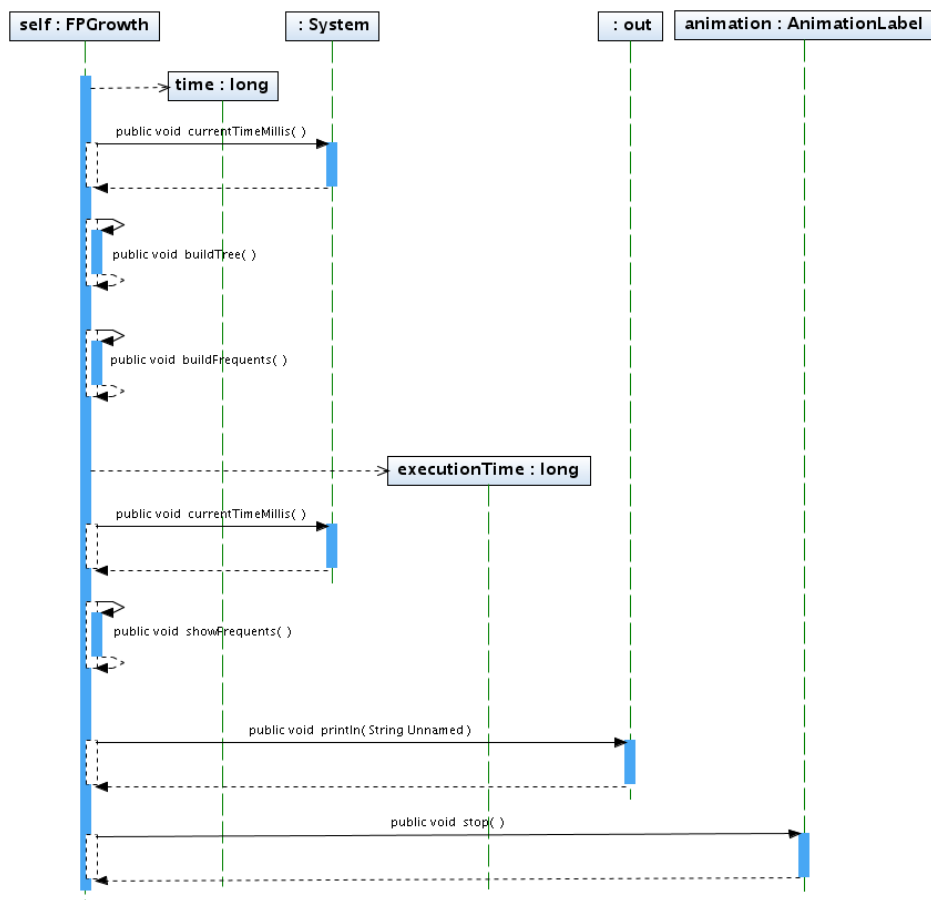 self : FPGrowth
: System
: out
animation : AnimationLabel
time : long
public void currentTimeMillis( )
public void buildTree( )
public void buildFrequents( )
executionTime : long
public void currentTimeMillis( )
public void showFrequents( )
public void println( String Unnamed )
public void stop( )